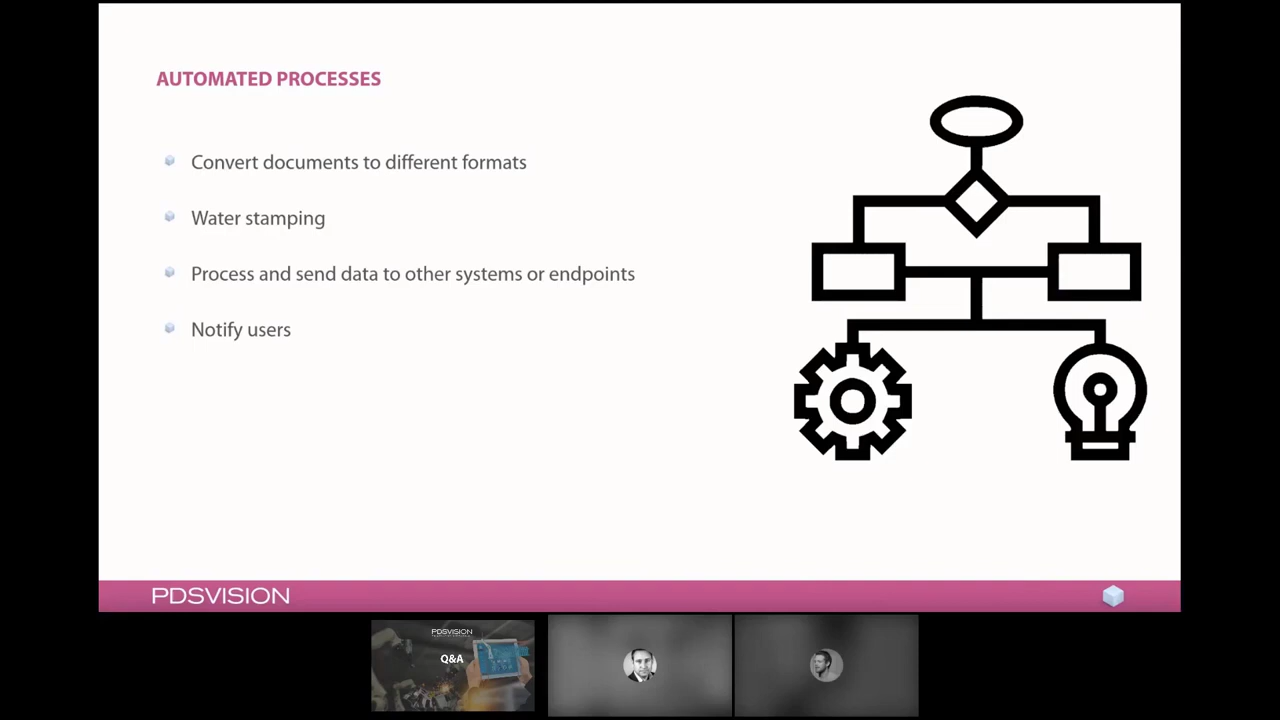 AUTOMATED PROCESSES
Convert documents to different formats
Water stamping
Process and send data to other systems or endpoints
Notify users
PDSVISION
PDSVISION
Q&A